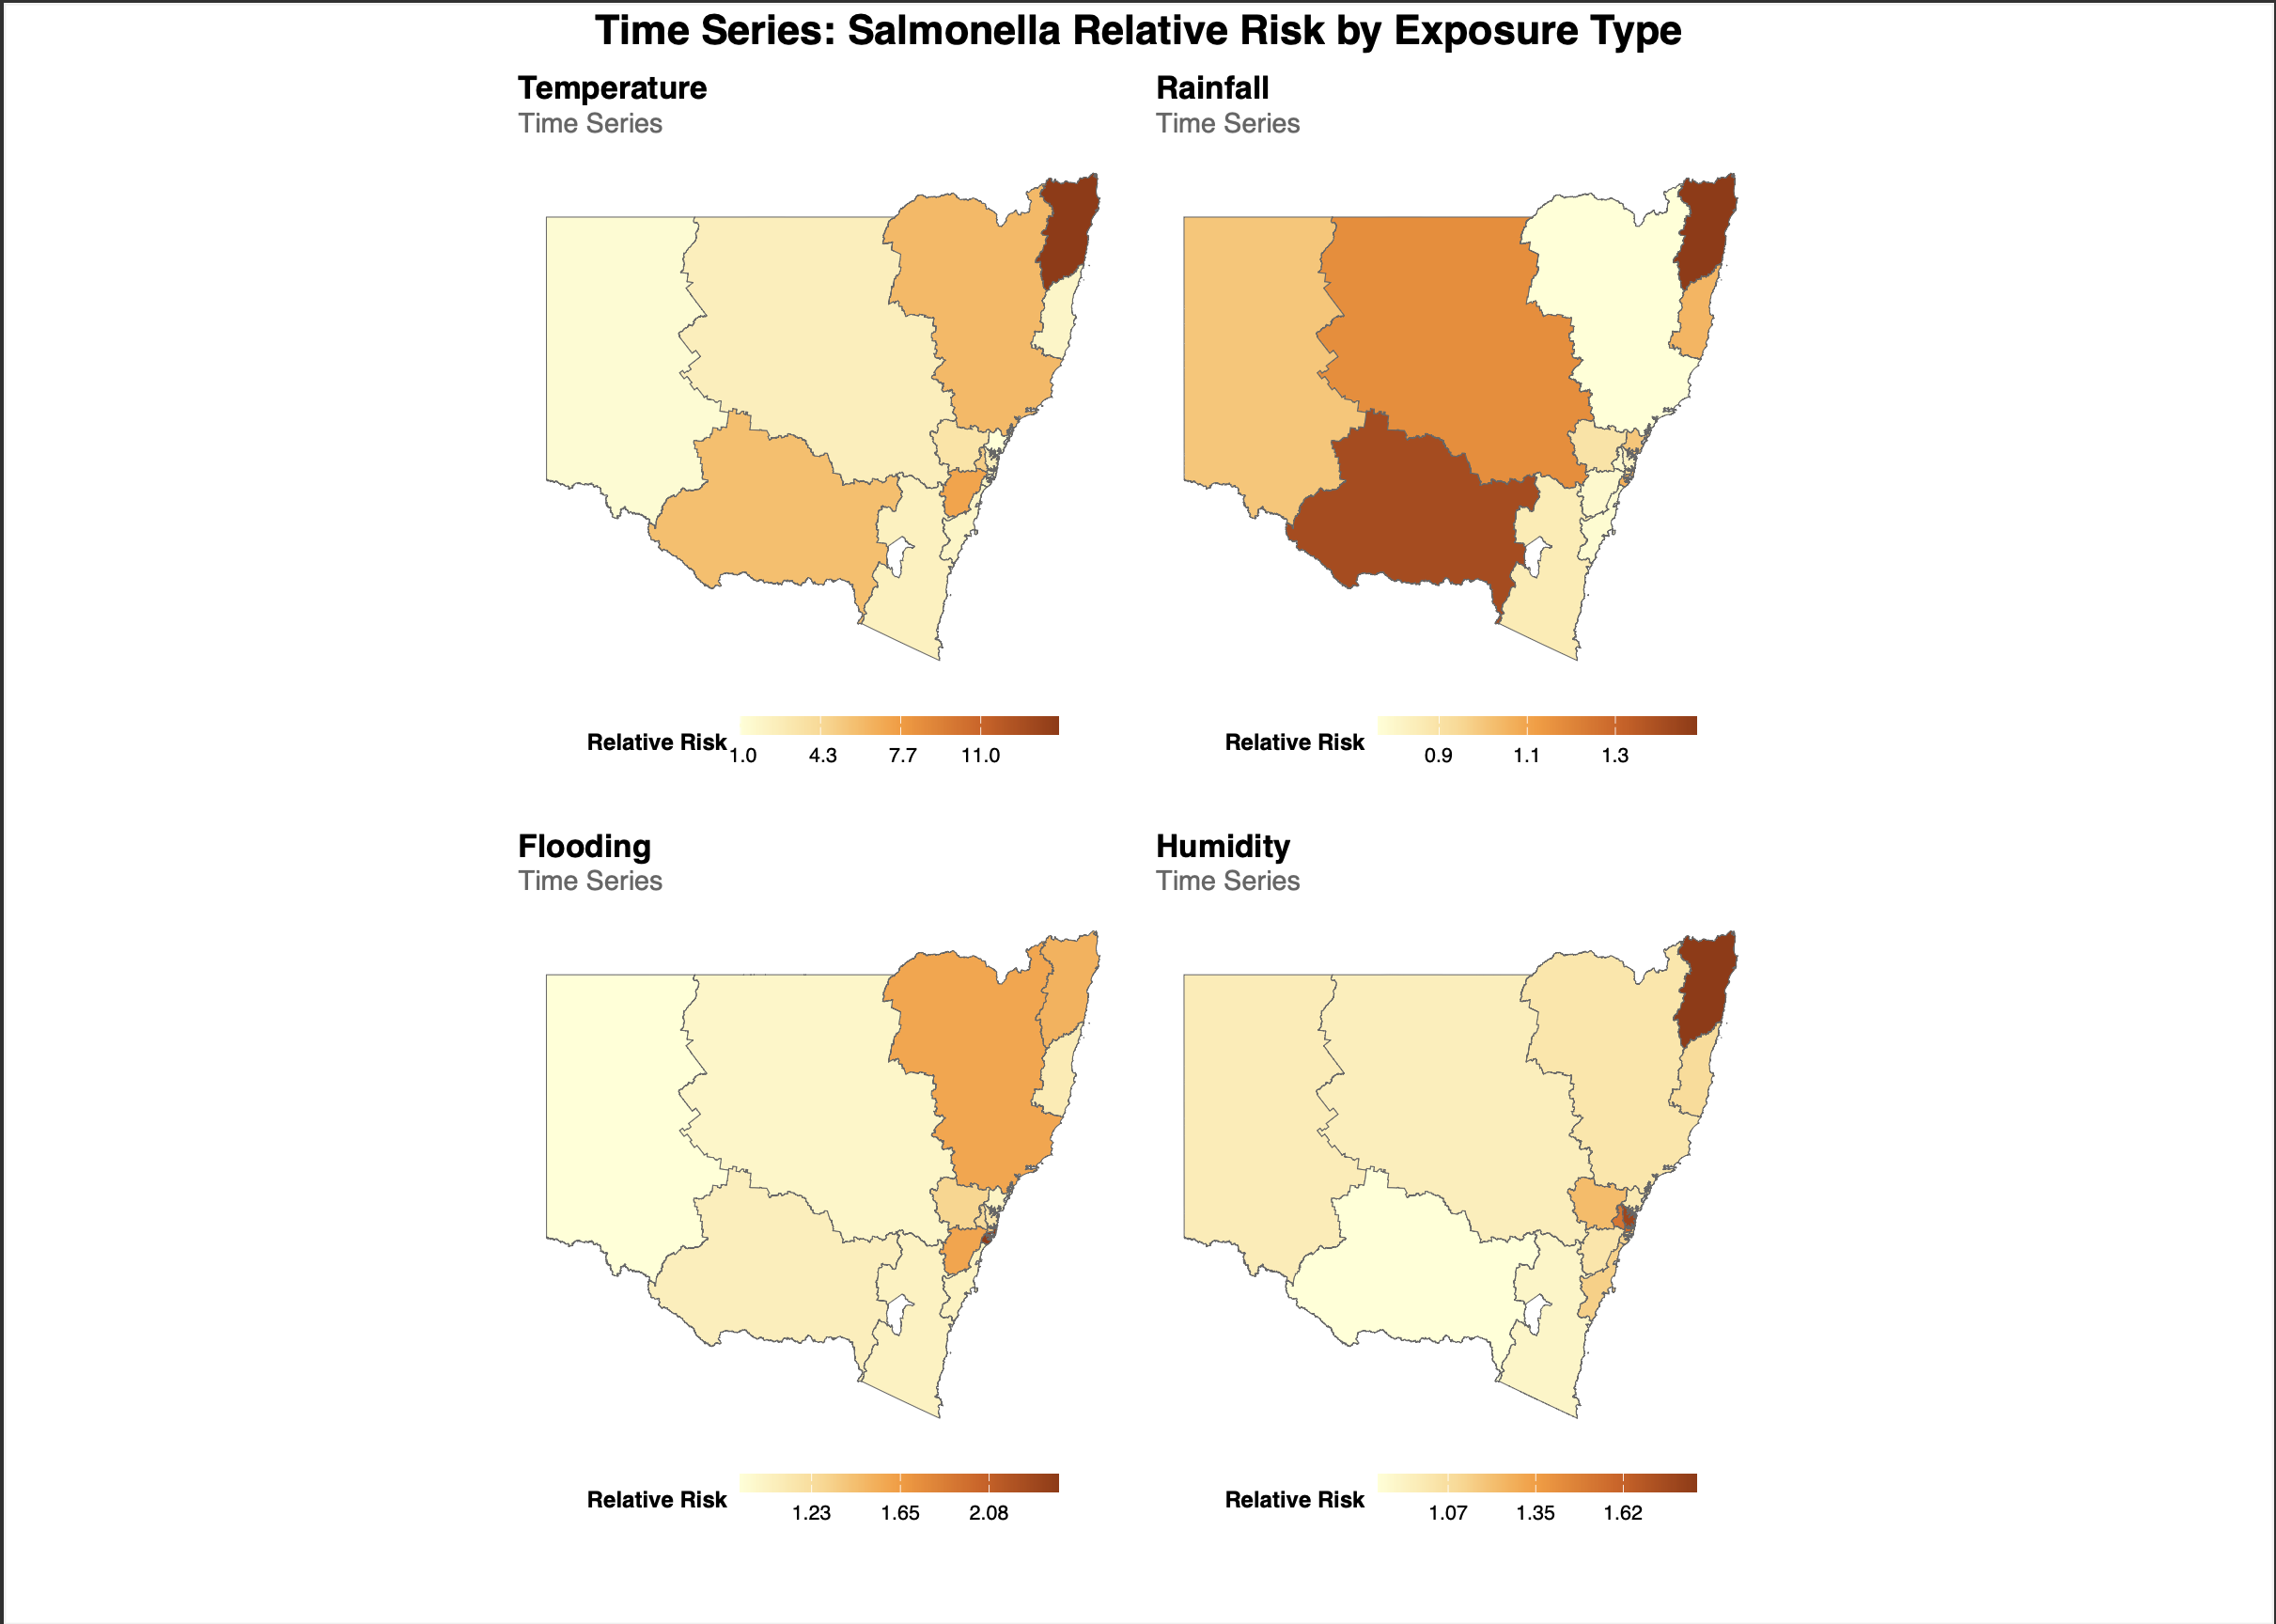 Time Series: Salmonella Relative Risk by Exposure Type
Temperature
Time Series
Relative Risk
1.0 4.3 7.7 11.0
Rainfall
Time Series
Relative Risk
0.9 1.1 1.3
Flooding
Time Series
Relative Risk
1.23 1.65 2.08
Humidity
Time Series
Relative Risk
1.07 1.35 1.62